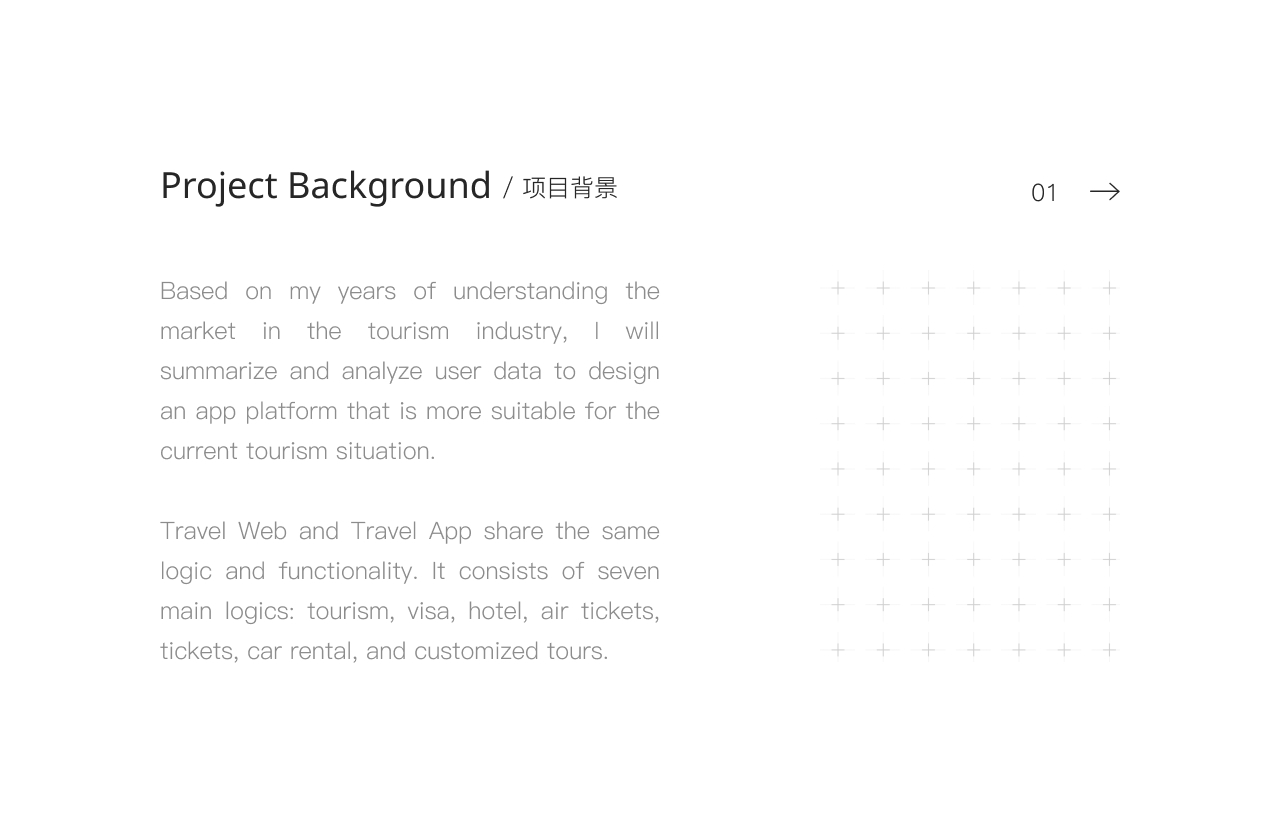 Project Background / 项目背景
01 →
Based on my years of understanding the
market in the tourism industry, I will
summarize and analyze user data to design
an app platform that is more suitable for the
current tourism situation.
Travel Web and Travel App share the same
logic and functionality. It consists of seven
main logics: tourism, visa, hotel, air tickets,
tickets, car rental, and customized tours.